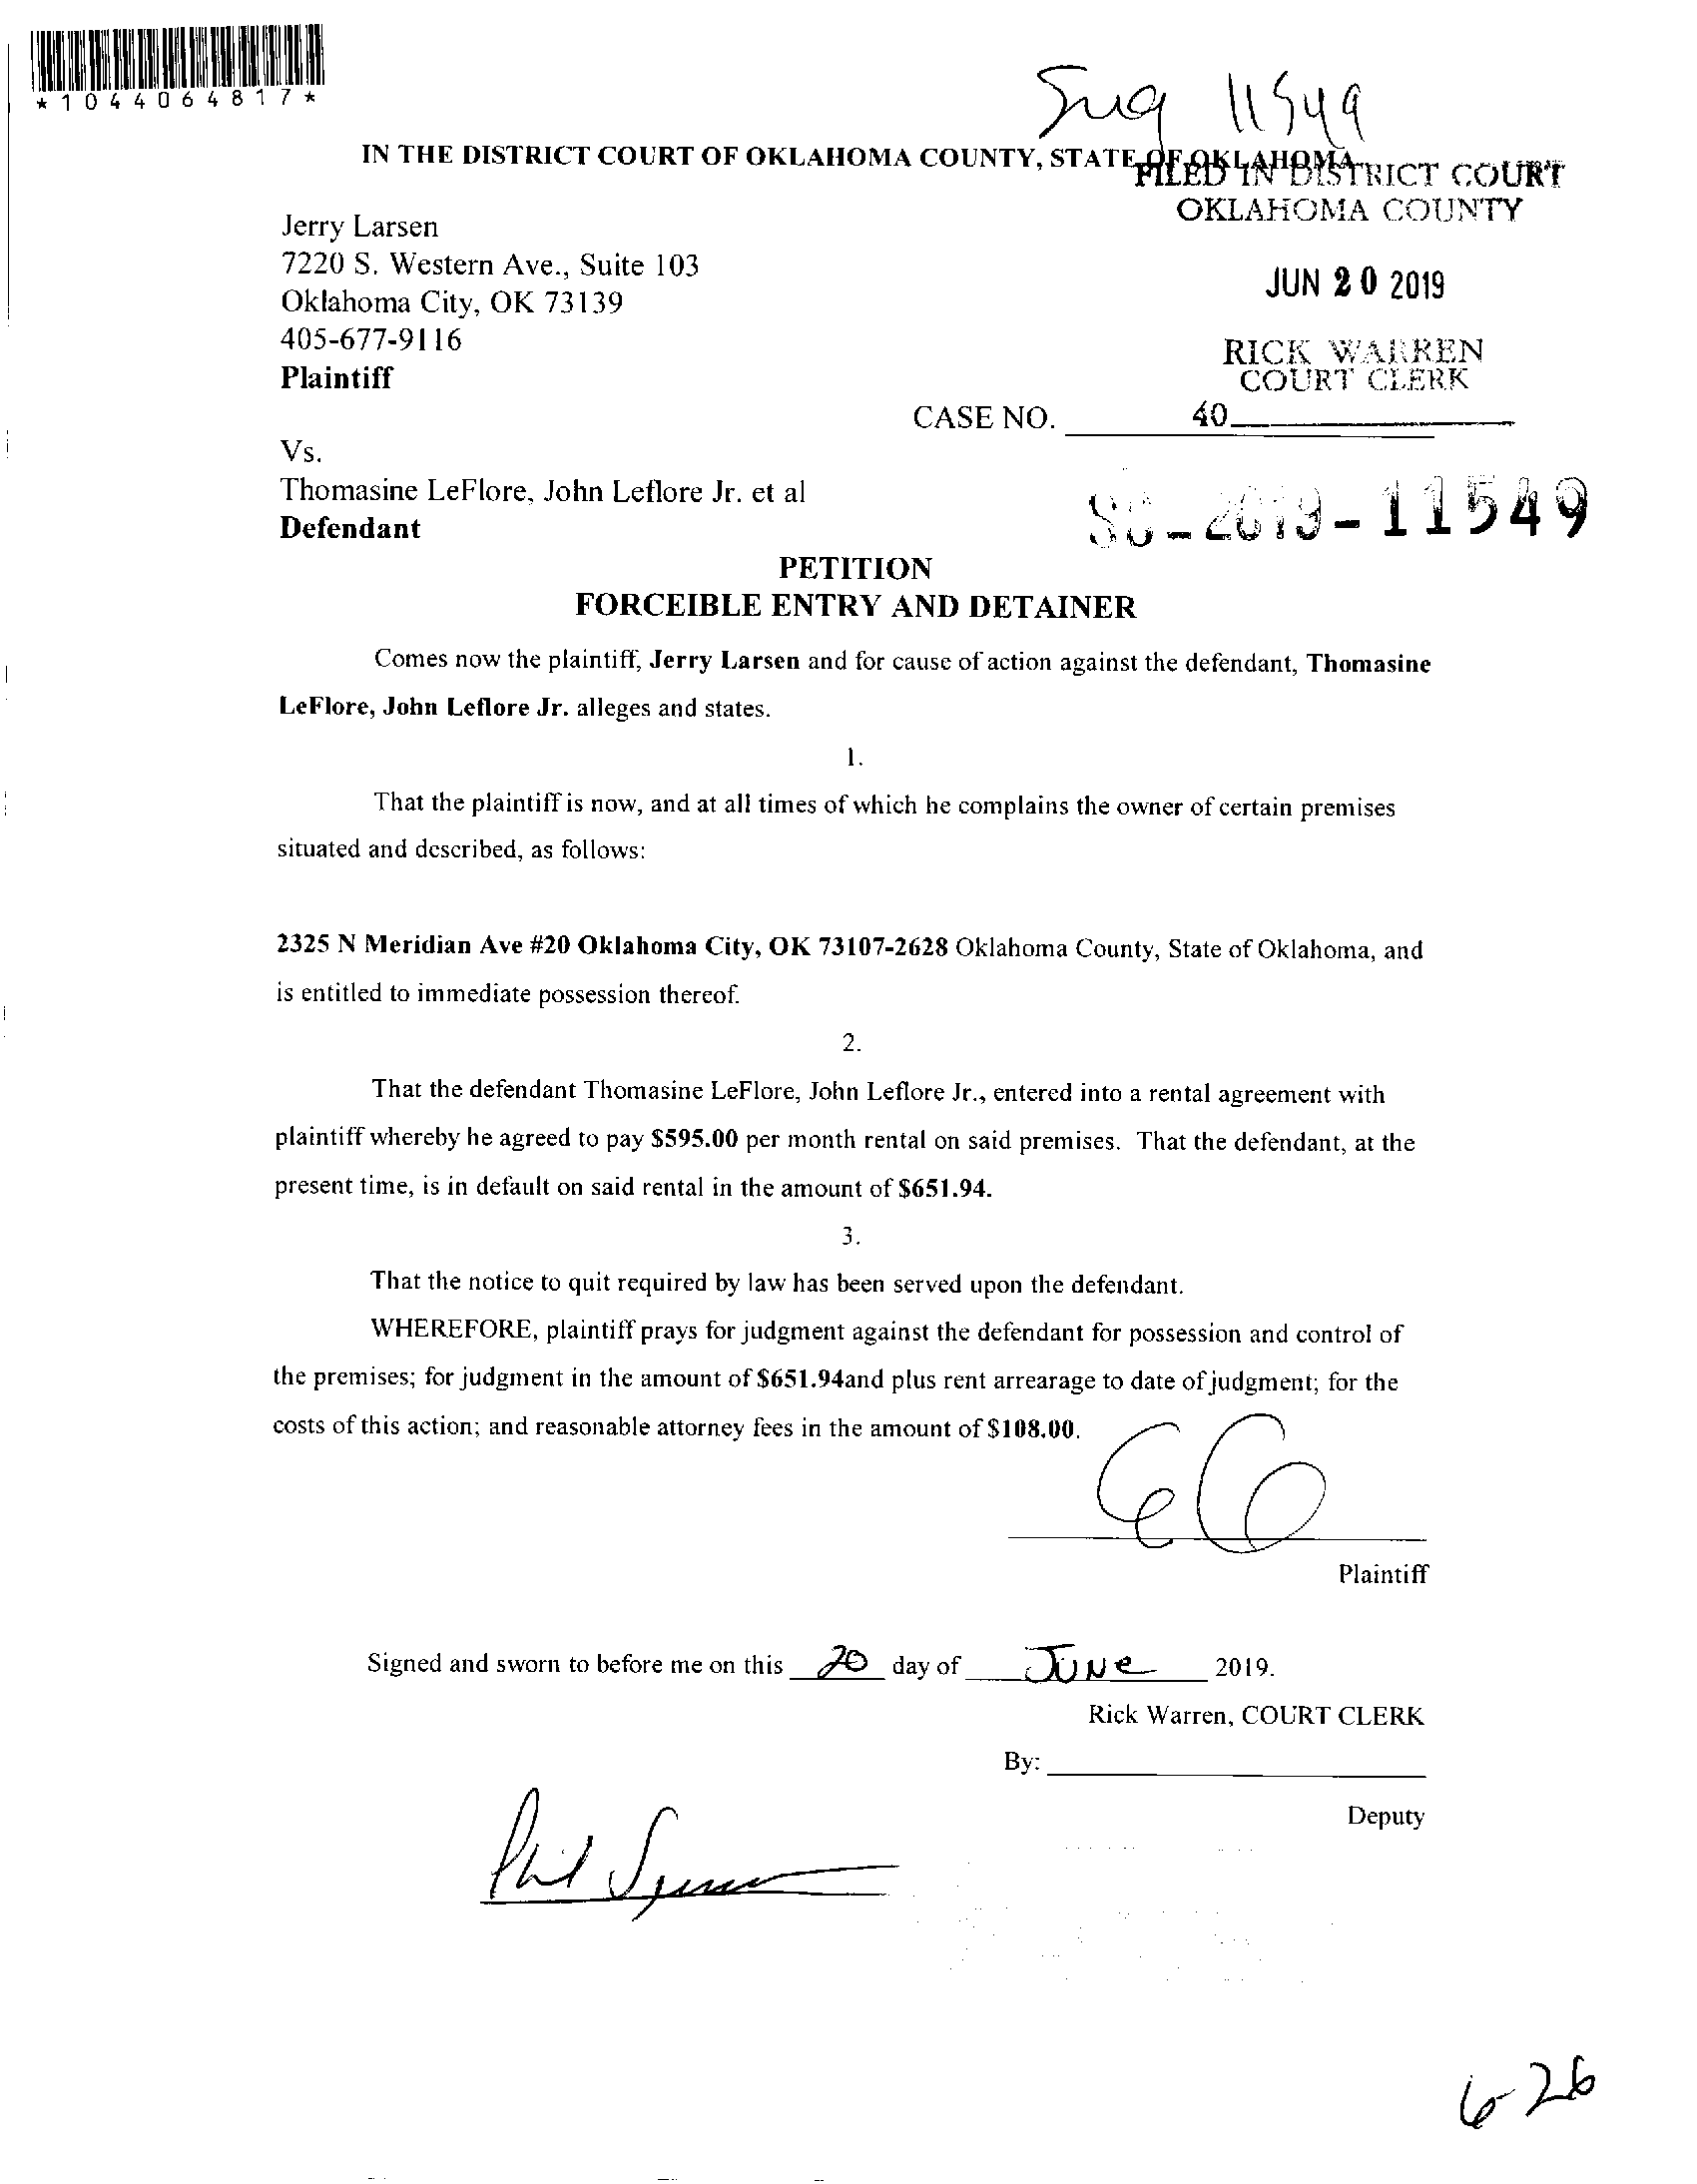 *1044064817*
11549
IN THE DISTRICT COURT OF OKLAHOMA COUNTY, STATE OF OKLAHOMA
FILED IN DISTRICT COURT
OKLAHOMA COUNTY
Jerry Larsen
7220 S. Western Ave., Suite 103
Oklahoma City, OK 73139
405-677-9116
Plaintiff
JUN 20 2019
RICK WARREN
COURT CLERK
CASE NO. 40
Vs.
Thomasine LeFlore, John Leflore Jr. et al
Defendant
SC-2019-11549
PETITION
FORCEIBLE ENTRY AND DETAINER
Comes now the plaintiff, Jerry Larsen and for cause of action against the defendant, Thomasine
LeFlore, John Leflore Jr. alleges and states.
1.
That the plaintiff is now, and at all times of which he complains the owner of certain premises
situated and described, as follows:
2325 N Meridian Ave #20 Oklahoma City, OK 73107-2628 Oklahoma County, State of Oklahoma, and
is entitled to immediate possession thereof.
2.
That the defendant Thomasine LeFlore, John Leflore Jr., entered into a rental agreement with
plaintiff whereby he agreed to pay $595.00 per month rental on said premises. That the defendant, at the
present time, is in default on said rental in the amount of $651.94.
3.
That the notice to quit required by law has been served upon the defendant.
WHEREFORE, plaintiff prays for judgment against the defendant for possession and control of
the premises; for judgment in the amount of $651.94and plus rent arrearage to date of judgment; for the
costs of this action; and reasonable attorney fees in the amount of $108.00.
Plaintiff
Signed and sworn to before me on this 20 day of JUNe 2019.
Rick Warren, COURT CLERK
By:
Deputy
Phil
6-26